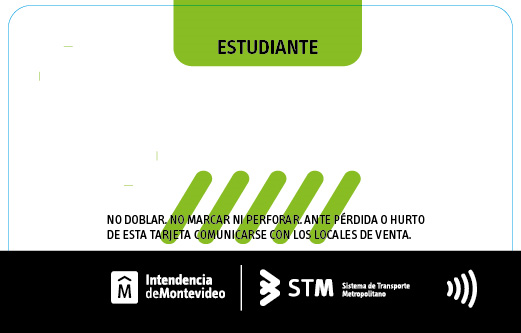 ESTUDIANTE
NO DOBLAR. NO MARCAR NI PERFORAR. ANTE PÉRDIDA O HURTO
DE ESTA TARJETA COMUNICARSE CON LOS LOCALES DE VENTA.
Intendencia
deMontevideo
STM
Sistema de Transporte
Metropolitano